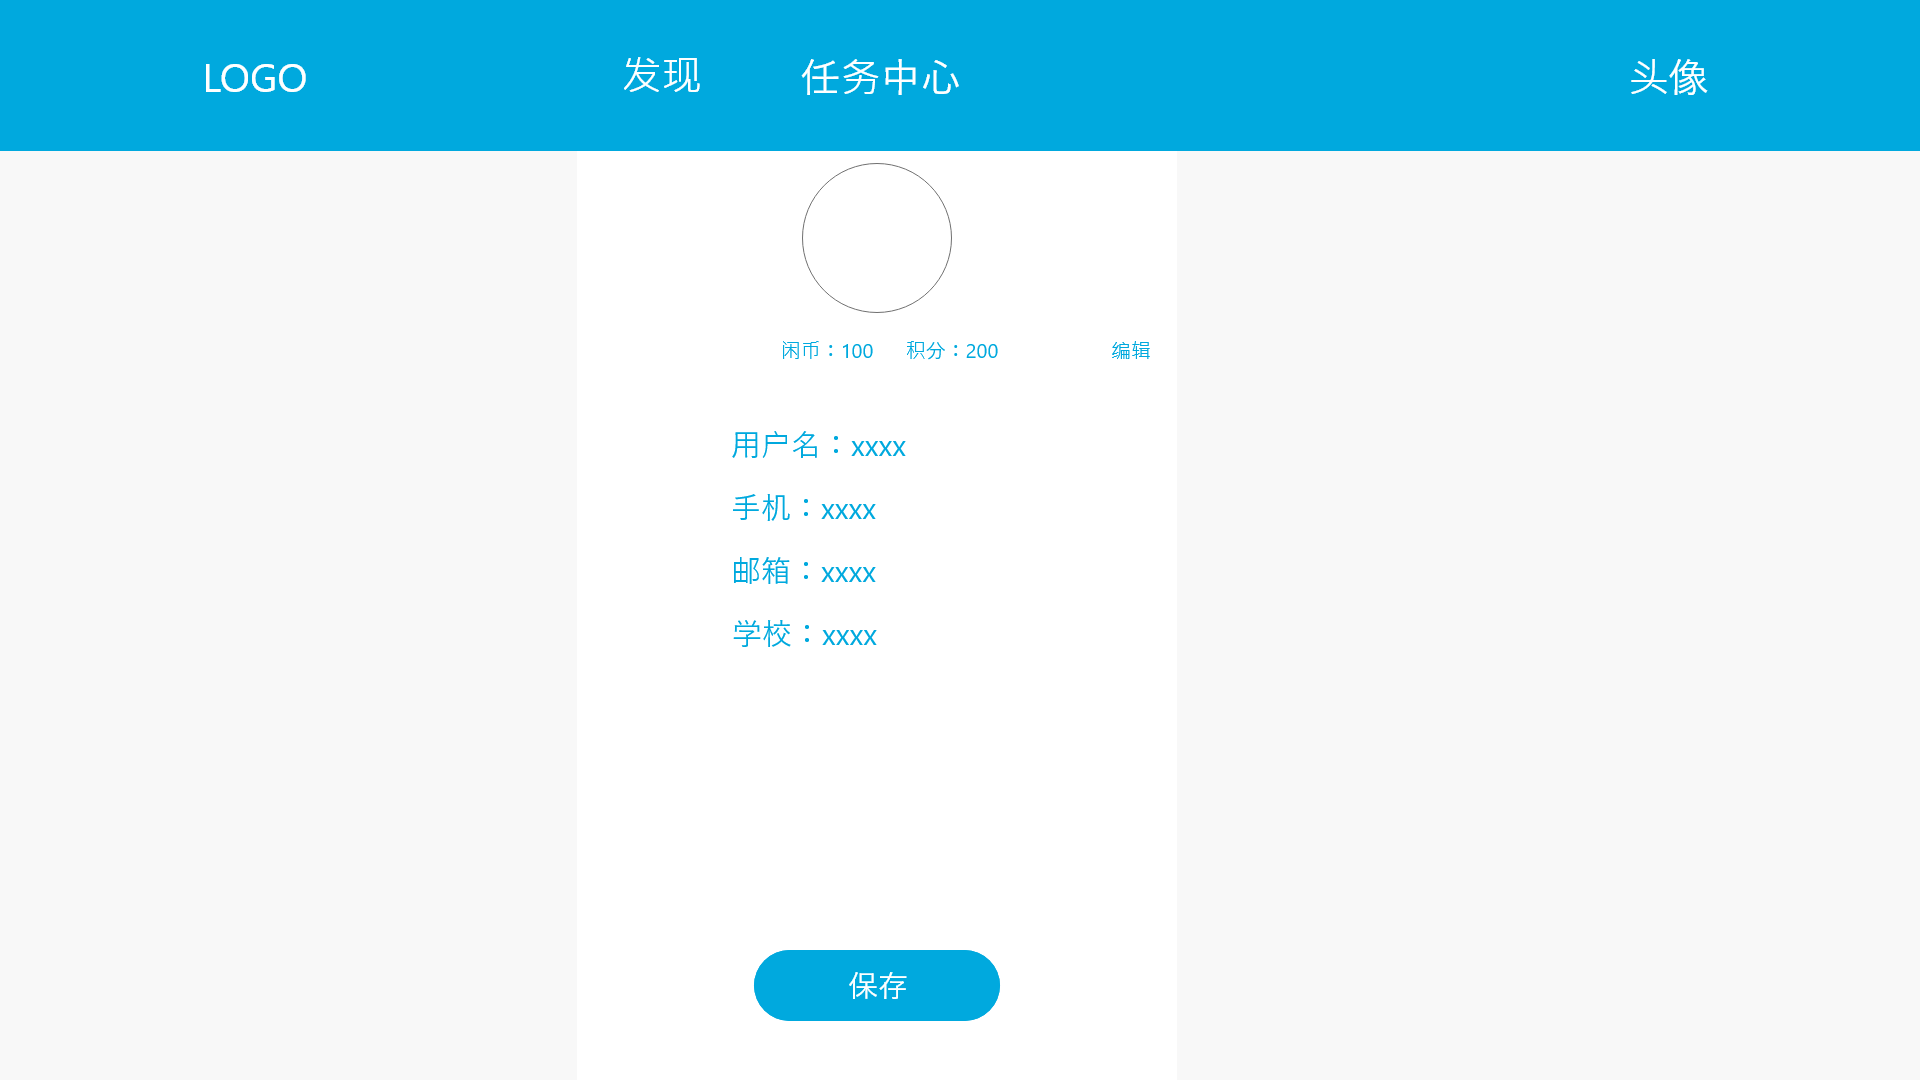 LOGO 发现 任务中心 头像
闲币：100 积分：200 编辑
用户名：xxxx
手机：xxxx
邮箱：xxxx
学校：xxxx
保存